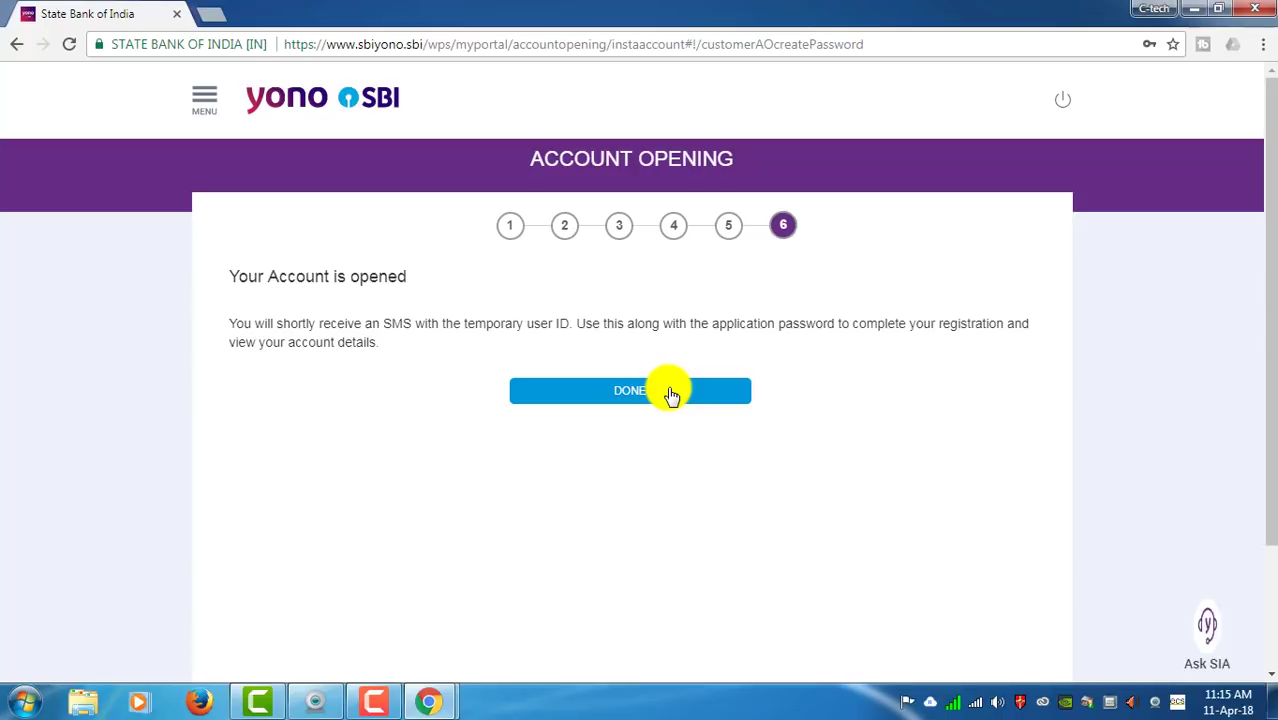 State Bank of India
C-tech
STATE BANK OF INDIA [IN]
https://www.sbiyono.sbi/wps/myportal/accountopening/instaaccount#!/customerAOcreatePassword
MENU
yono SBI
ACCOUNT OPENING
1 2 3 4 5 6
Your Account is opened
You will shortly receive an SMS with the temporary user ID. Use this along with the application password to complete your registration and
view your account details.
DONE
Ask SIA
11:15 AM
11-Apr-18